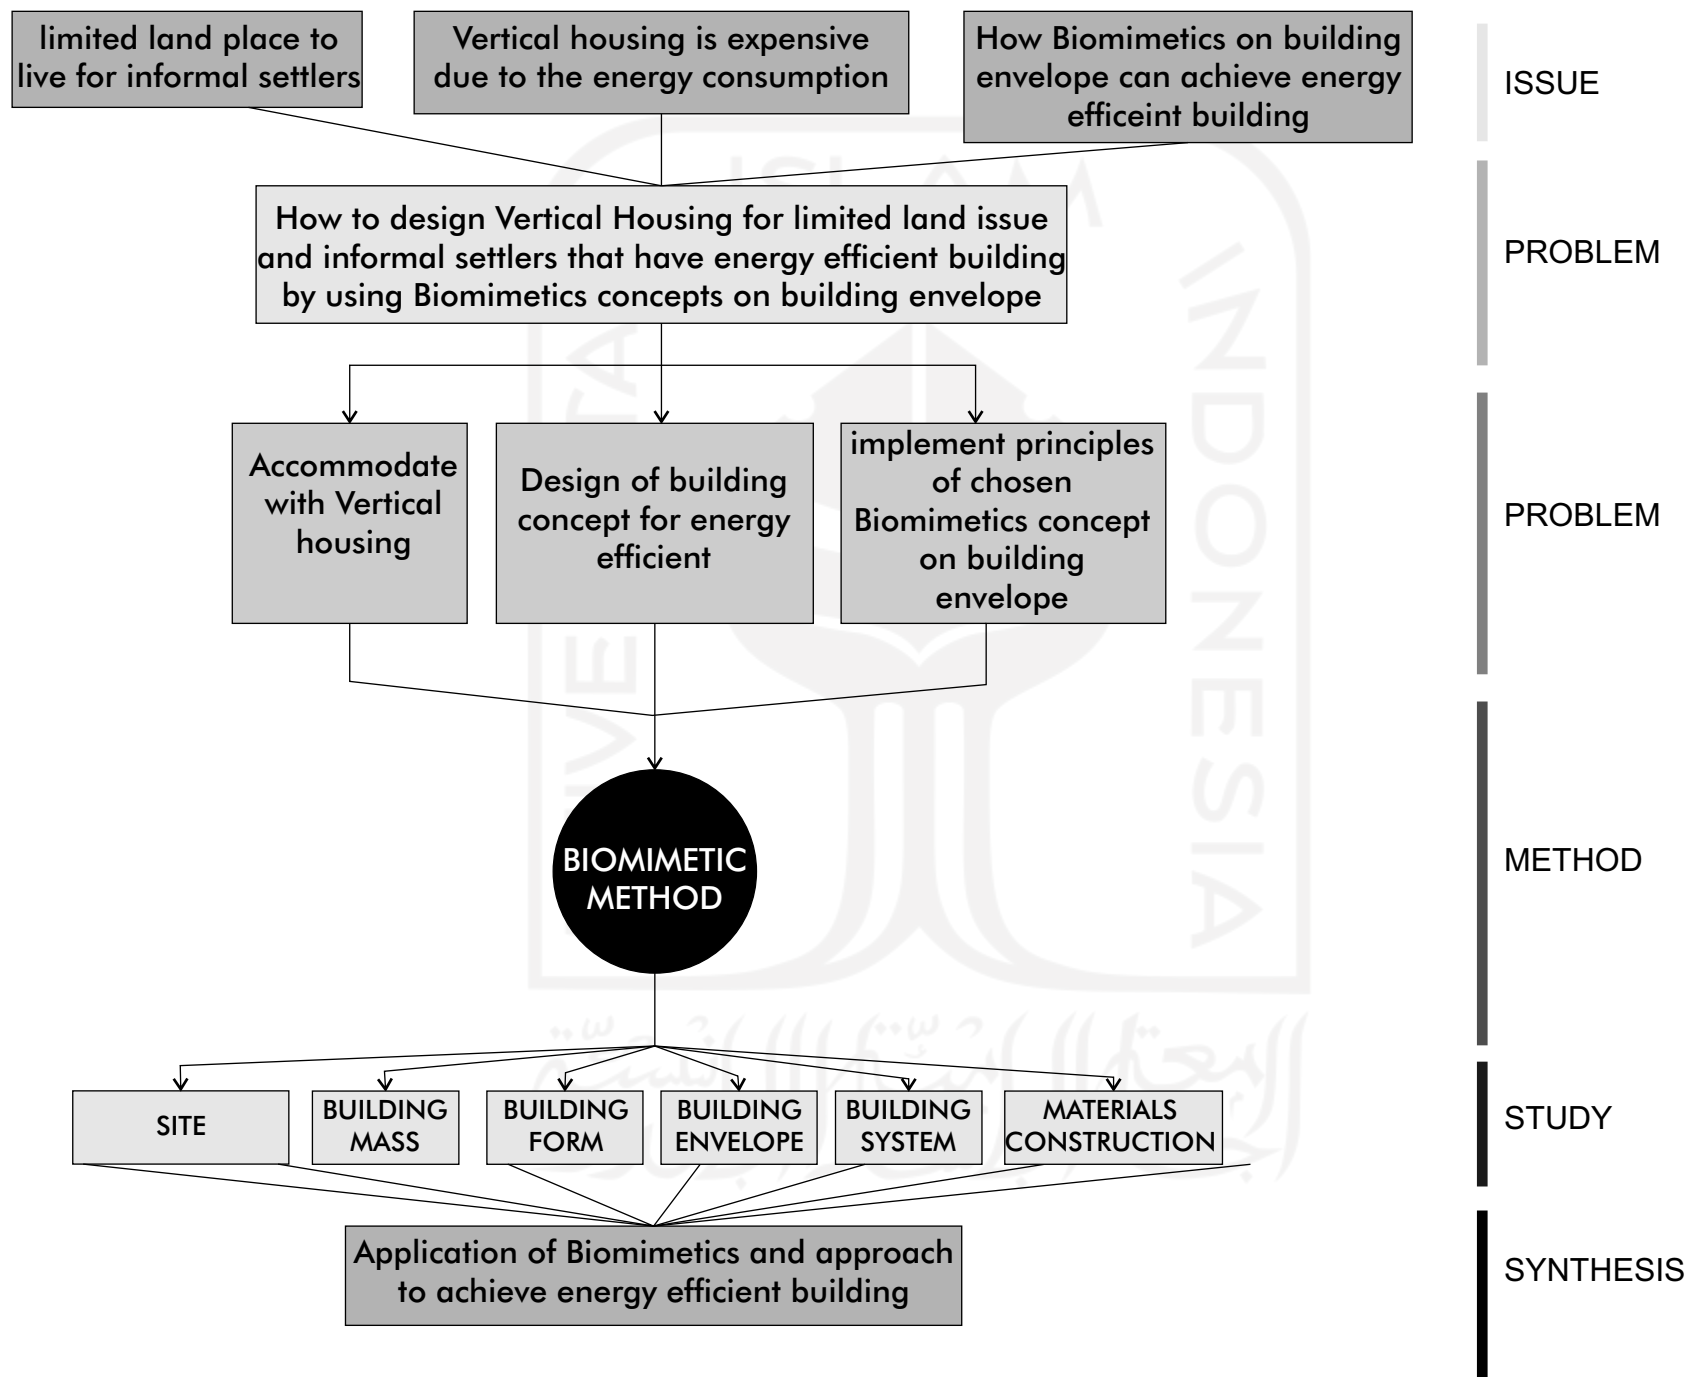 limited land place to
live for informal settlers
Vertical housing is expensive
due to the energy consumption
How Biomimetics on building
envelope can achieve energy
efficeint building
ISSUE
How to design Vertical Housing for limited land issue
and informal settlers that have energy efficient building
by using Biomimetics concepts on building envelope
PROBLEM
Accommodate
with Vertical
housing
Design of building
concept for energy
efficient
implement principles
of chosen
Biomimetics concept
on building
envelope
PROBLEM
BIOMIMETIC
METHOD
METHOD
SITE
BUILDING
MASS
BUILDING
FORM
BUILDING
ENVELOPE
BUILDING
SYSTEM
MATERIALS
CONSTRUCTION
STUDY
Application of Biomimetics and approach
to achieve energy efficient building
SYNTHESIS
ISLAM
INDONESIA